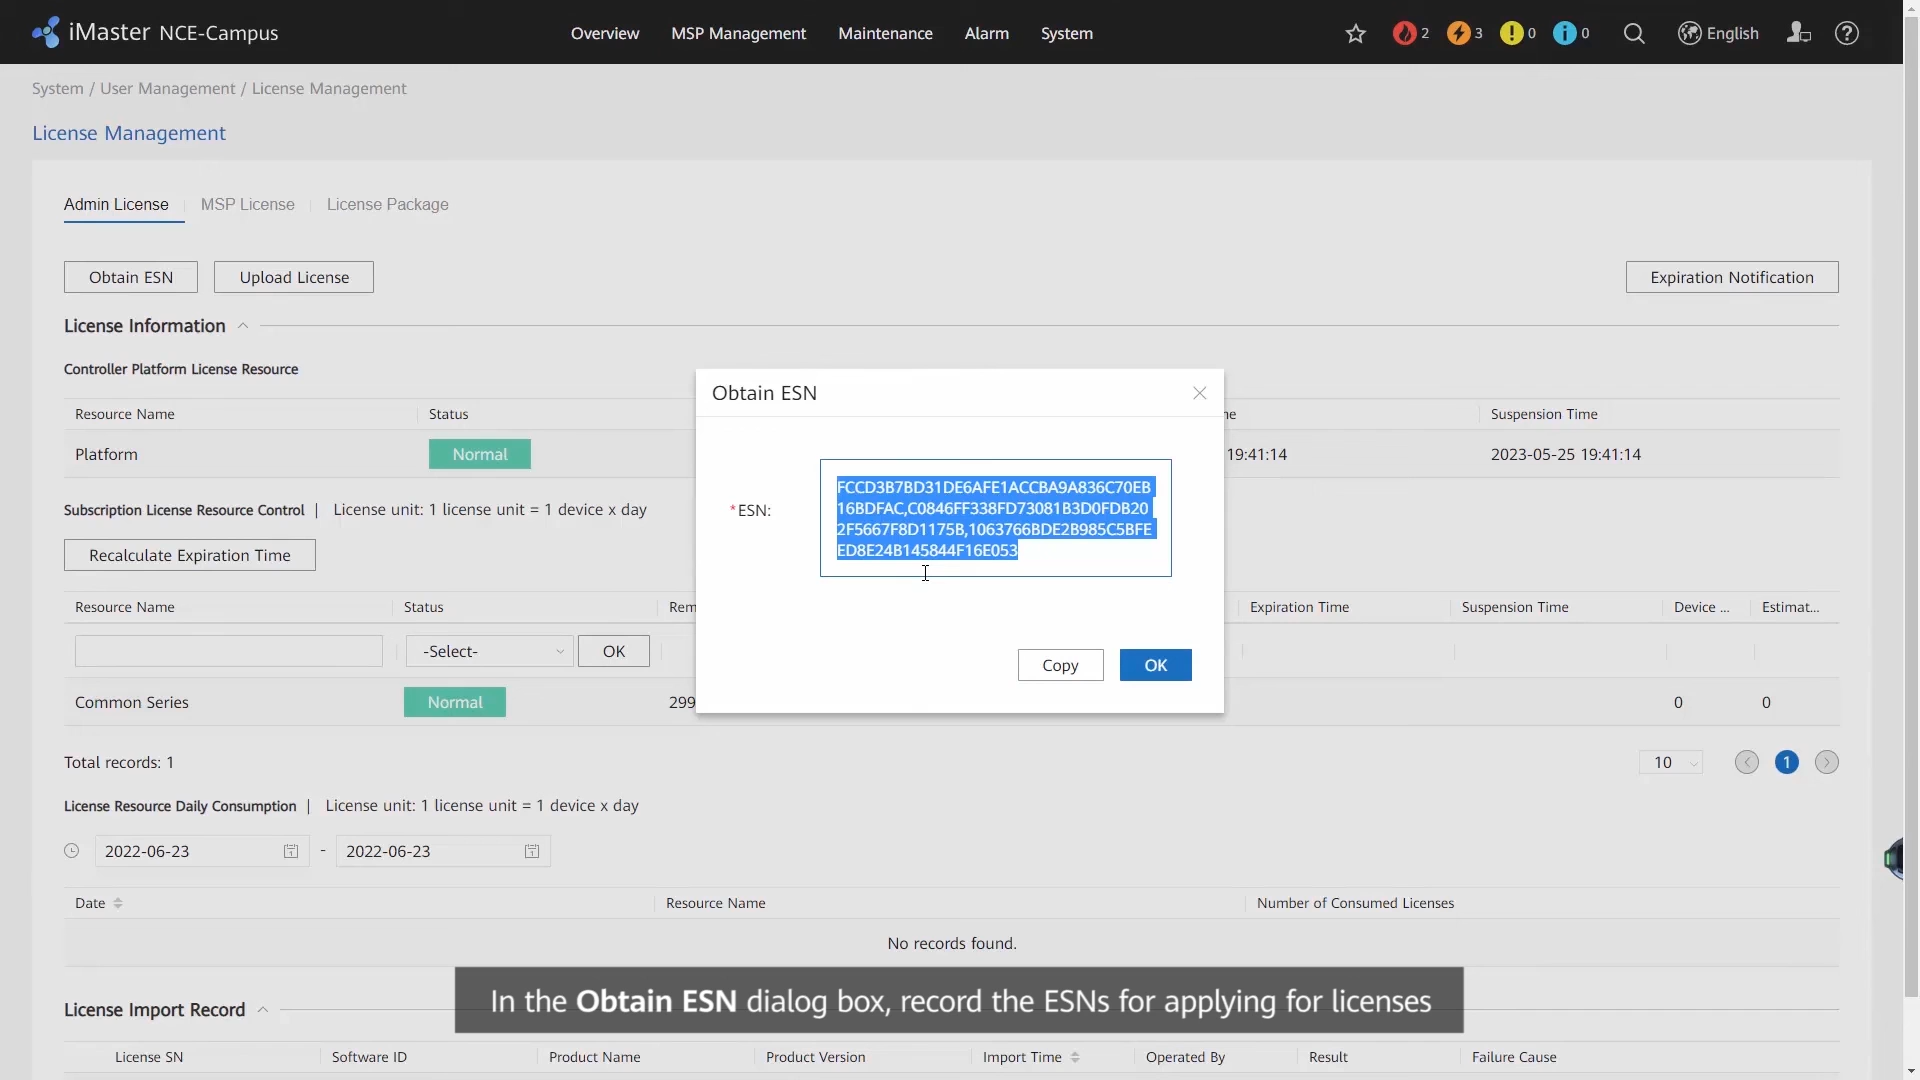 iMaster NCE-Campus
Overview
MSP Management
Maintenance
Alarm
System
2
3
0
0
English
System / User Management / License Management
License Management
Admin License
MSP License
License Package
Obtain ESN
Upload License
Expiration Notification
License Information
Controller Platform License Resource
Resource Name
Status
Suspension Time
Platform
Normal
19:41:14
2023-05-25 19:41:14
Subscription License Resource Control | License unit: 1 license unit = 1 device x day
Recalculate Expiration Time
Resource Name
Status
Rem
Expiration Time
Suspension Time
Device ...
Estimat...
-Select-
OK
Common Series
Normal
299
0
0
Obtain ESN
*ESN:
FCCD3B7BD31DE6AFE1ACCBA9A836C70EB
16BDFAC,C0846FF338FD73081B3D0FDB20
2F5667F8D1175B,1063766BDE2B985C5BFE
ED8E24B145844F16E053
Copy
OK
Total records: 1
10
1
License Resource Daily Consumption | License unit: 1 license unit = 1 device x day
2022-06-23
-
2022-06-23
Date
Resource Name
Number of Consumed Licenses
No records found.
In the Obtain ESN dialog box, record the ESNs for applying for licenses
License Import Record
License SN
Software ID
Product Name
Product Version
Import Time
Operated By
Result
Failure Cause